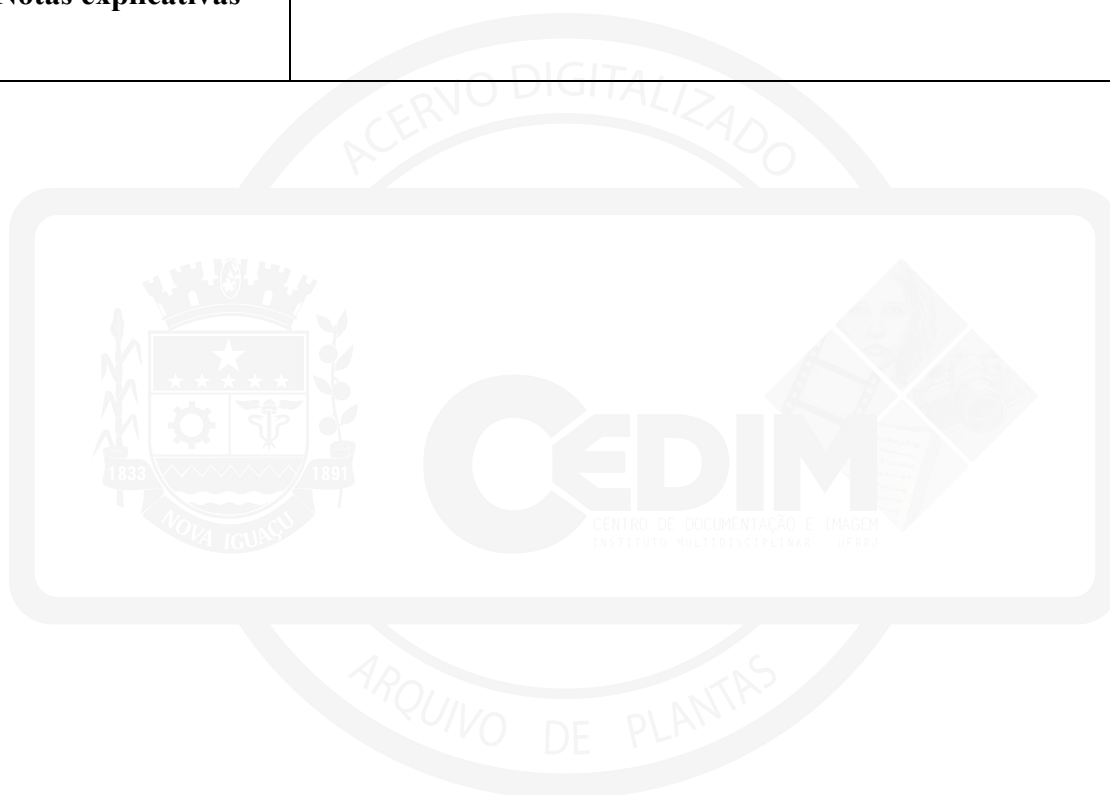 Notas explicativas
ACERVO DIGITALIZADO
1833
1891
NOVA IGUAÇU
CEDIM
CENTRO DE DOCUMENTAÇÃO E IMAGEM
INSTITUTO MULTIDISCIPLINAR - UFRRJ
ARQUIVO DE PLANTAS